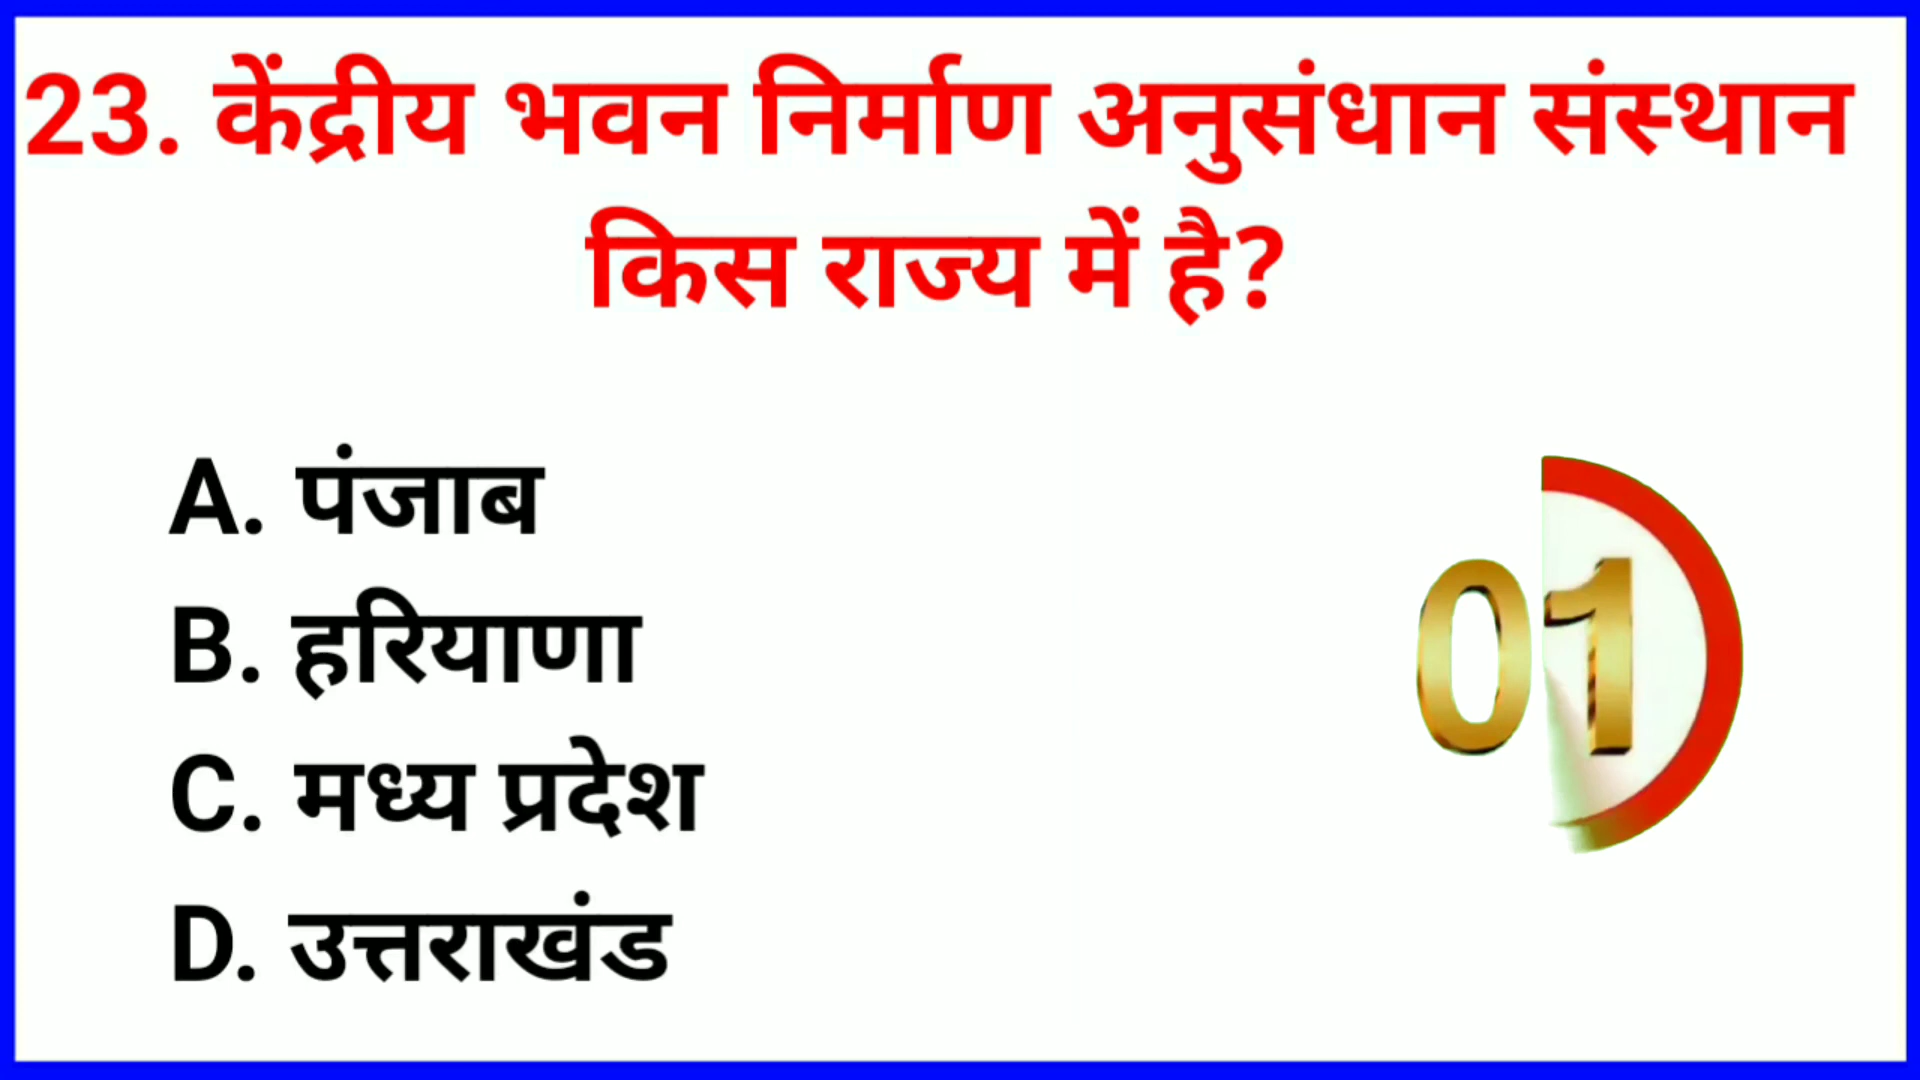 23. केंद्रीय भवन निर्माण अनुसंधान संस्थान
किस राज्य में है?
A. पंजाब
B. हरियाणा
C. मध्य प्रदेश
D. उत्तराखंड
01